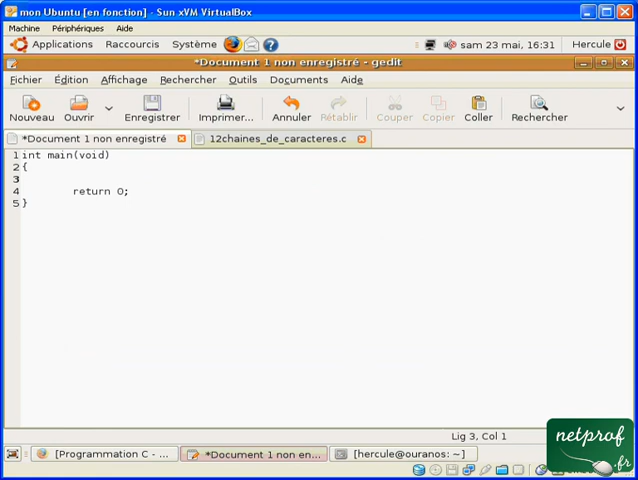 mon Ubuntu [en fonction] - Sun xVM VirtualBox
Machine Périphériques Aide
Applications Raccourcis Système sam 23 mai, 16:31 Hercule
*Document 1 non enregistré - gedit
Fichier Édition Affichage Rechercher Outils Documents Aide
Nouveau Ouvrir Enregistrer Imprimer... Annuler Rétablir Couper Copier Coller Rechercher
*Document 1 non enregistré 12chaines_de_caracteres.c
1 int main(void)
2 {
3
4 return 0;
5 }
Lig 3, Col 1
[Programmation C - ... *Document 1 non en... [hercule@ouranos: ~]
netprof
.fr